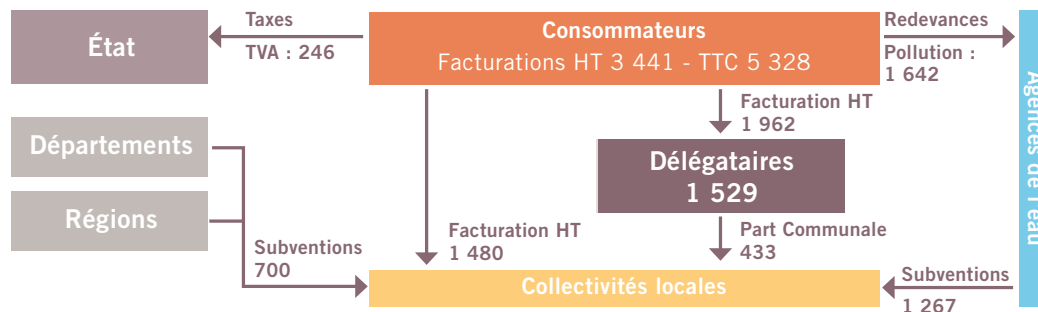 État
Taxes
TVA : 246
Consommateurs
Facturations HT 3 441 - TTC 5 328
Redevances
Pollution :
1 642
Agences de l'eau
Départements
Régions
Facturation HT
1 962
Délégataires
1 529
Subventions
700
Facturation HT
1 480
Part Communale
433
Collectivités locales
Subventions
1 267